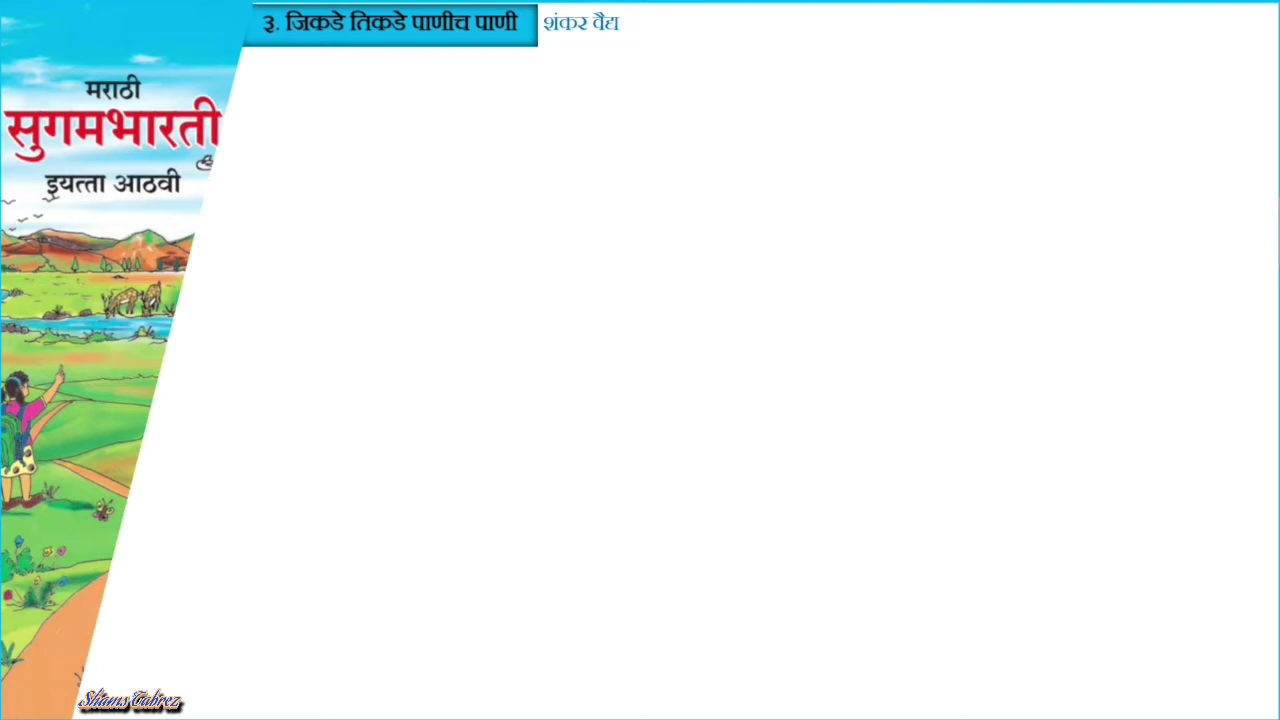 ३. जिकडे तिकडे पाणीच पाणी शंकर वैद्य
मराठी
सुगमभारती
इयत्ता आठवी
Shams Tabrez